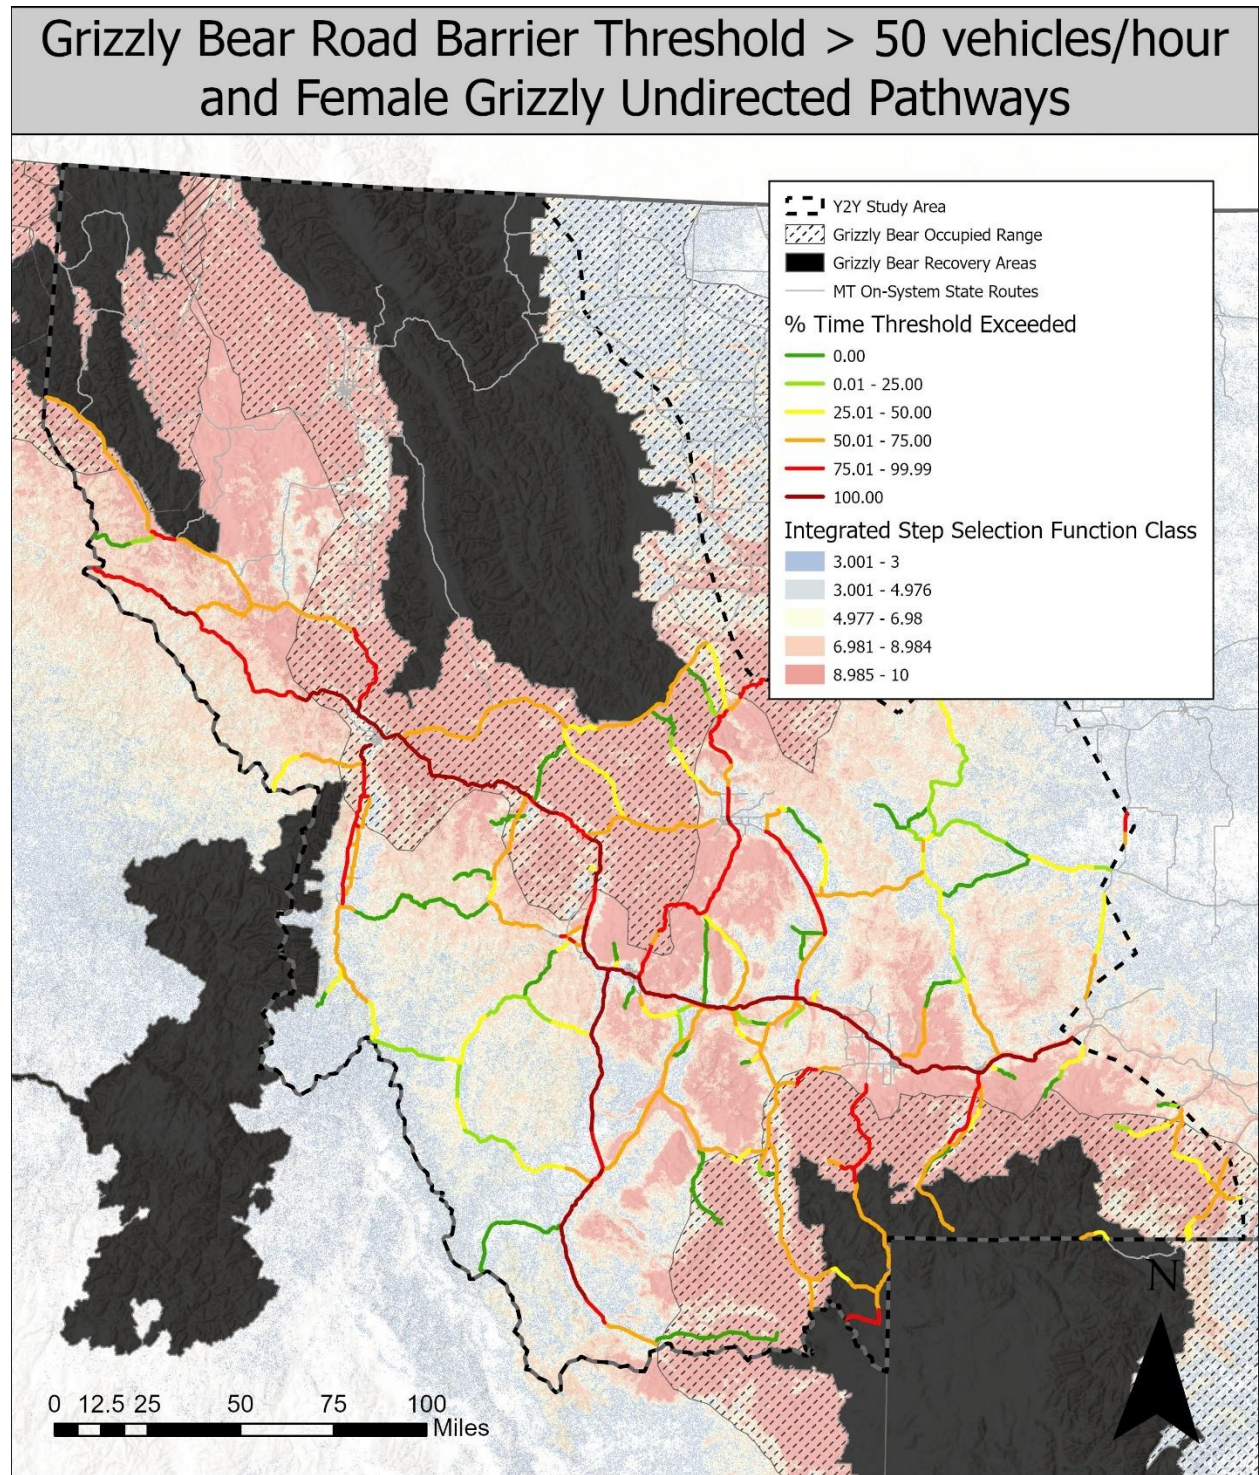 Grizzly Bear Road Barrier Threshold > 50 vehicles/hour
and Female Grizzly Undirected Pathways
Y2Y Study Area
Grizzly Bear Occupied Range
Grizzly Bear Recovery Areas
MT On-System State Routes
% Time Threshold Exceeded
0.00
0.01 - 25.00
25.01 - 50.00
50.01 - 75.00
75.01 - 99.99
100.00
Integrated Step Selection Function Class
3.001 - 3
3.001 - 4.976
4.977 - 6.98
6.981 - 8.984
8.985 - 10
N
0 12.5 25 50 75 100
Miles